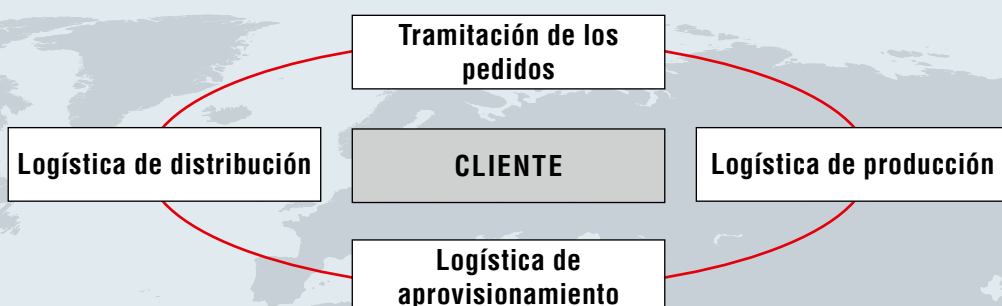 Tramitación de los
pedidos
Logística de distribución
CLIENTE
Logística de producción
Logística de
aprovisionamiento